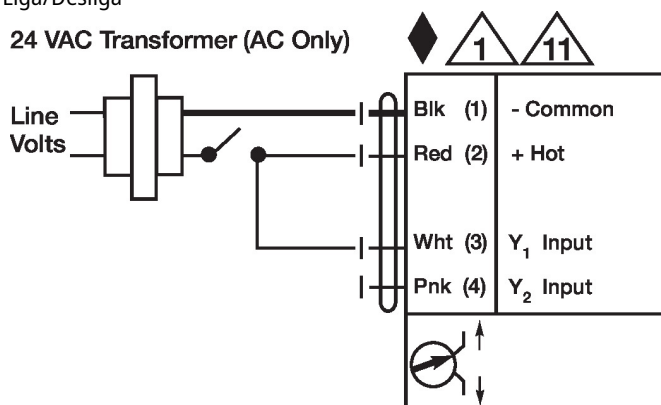 Liga/Desliga
24 VAC Transformer (AC Only)
1
11
Line
Volts
Blk (1) - Common
Red (2) + Hot
Wht (3) Y₁ Input
Pnk (4) Y₂ Input